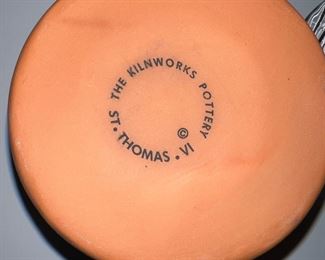 THE KILNWORKS POTTERY
ST. THOMAS • VI
©